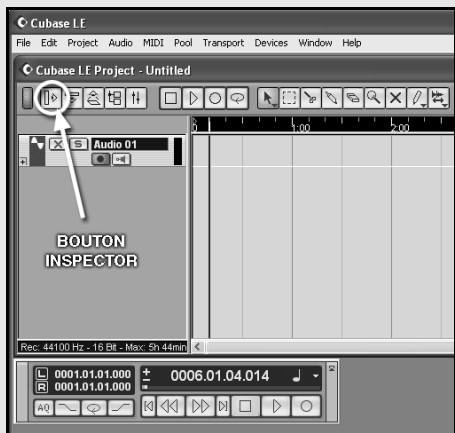 Cubase LE
File Edit Project Audio MIDI Pool Transport Devices Window Help
Cubase LE Project - Untitled
1:00 2:00
X S Audio 01
BOUTON
INSPECTOR
Rec: 44100 Hz - 16 Bit - Max: 5h 44min
L 0001.01.01.000
R 0001.01.01.000
0006.01.04.014
AQ